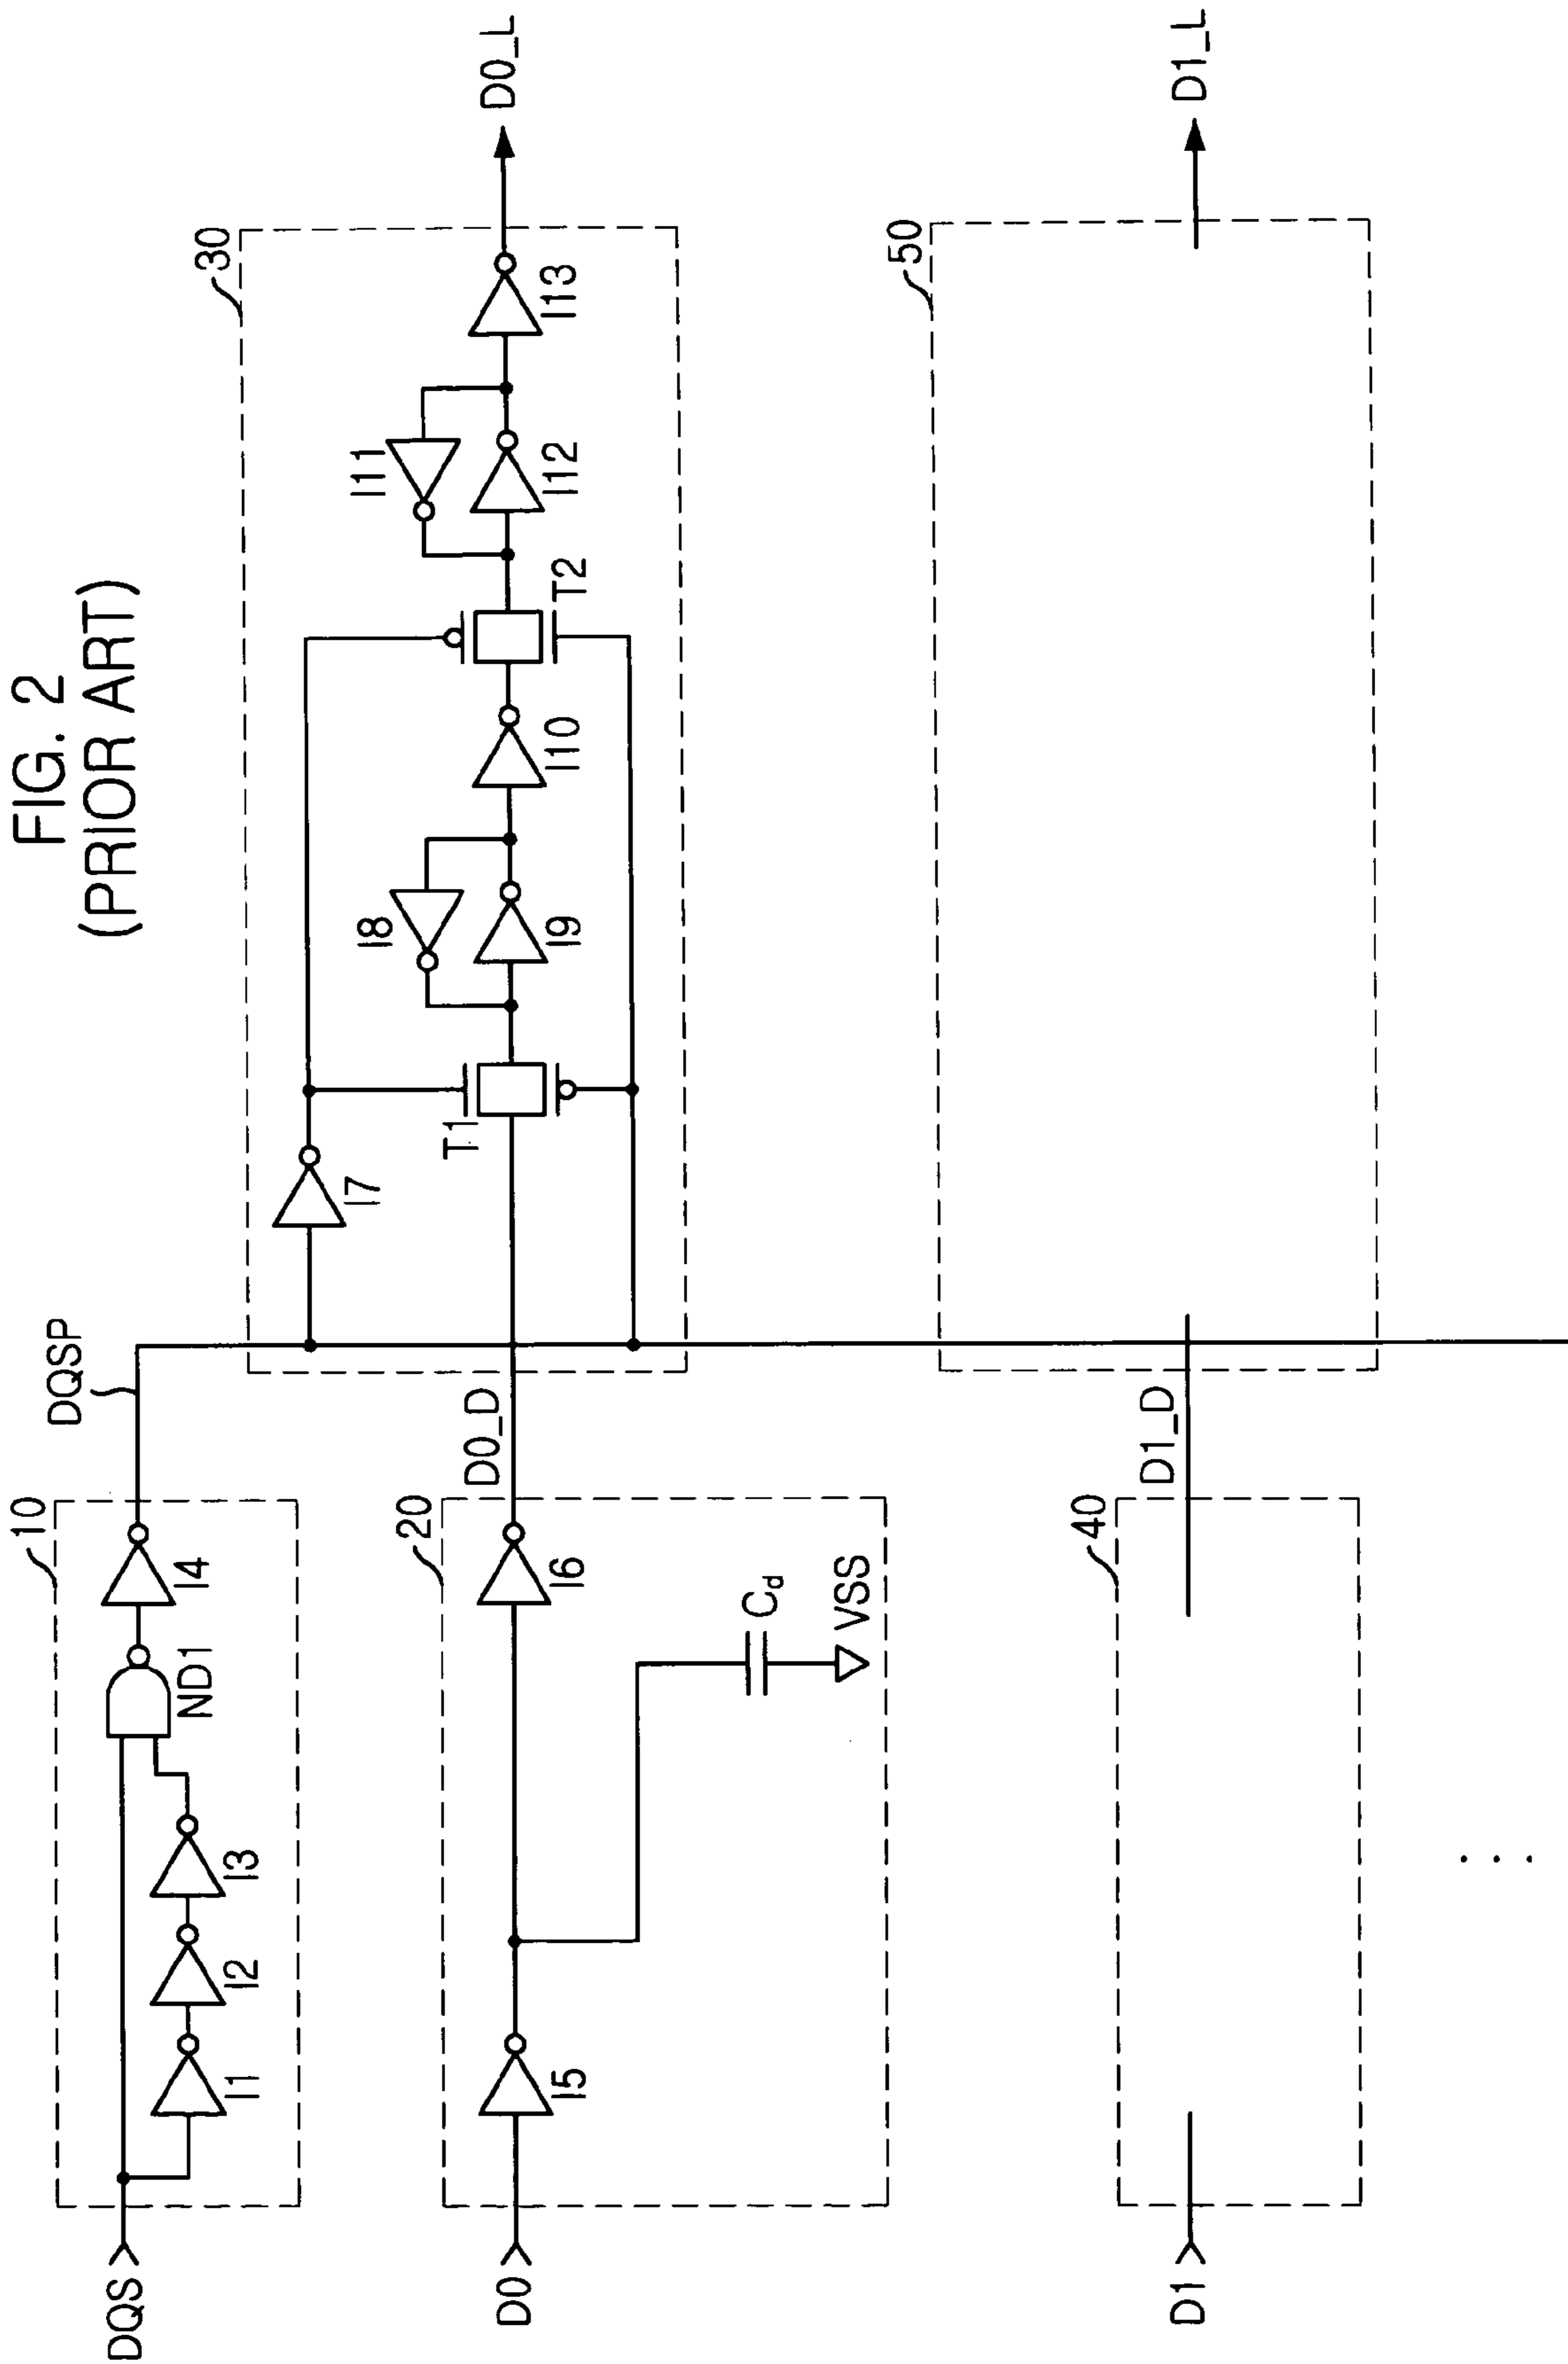 FIG. 2
(PRIOR ART)
DQS
10
I1
I2
I3
ND1
I4
DQSP
D0
20
I5
I6
Cd
VSS
D0_D
30
I7
T1
I8
I9
I10
T2
I11
I12
I13
D0_L
D1
40
D1_D
50
D1_L
. . .